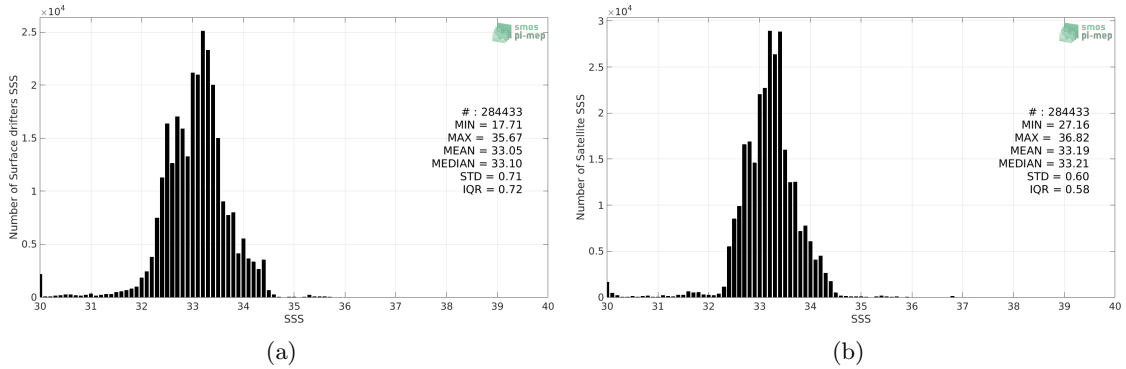 ×10⁴
2.5
2
1.5
1
0.5
0
Number of Surface drifters SSS
smos
pi-mep
# : 284433
MIN = 17.71
MAX = 35.67
MEAN = 33.05
MEDIAN = 33.10
STD = 0.71
IQR = 0.72
30 31 32 33 34 35 36 37 38 39 40
SSS
(a)
×10⁴
3
2.5
2
1.5
1
0.5
0
Number of Satellite SSS
smos
pi-mep
# : 284433
MIN = 27.16
MAX = 36.82
MEAN = 33.19
MEDIAN = 33.21
STD = 0.60
IQR = 0.58
30 31 32 33 34 35 36 37 38 39 40
SSS
(b)